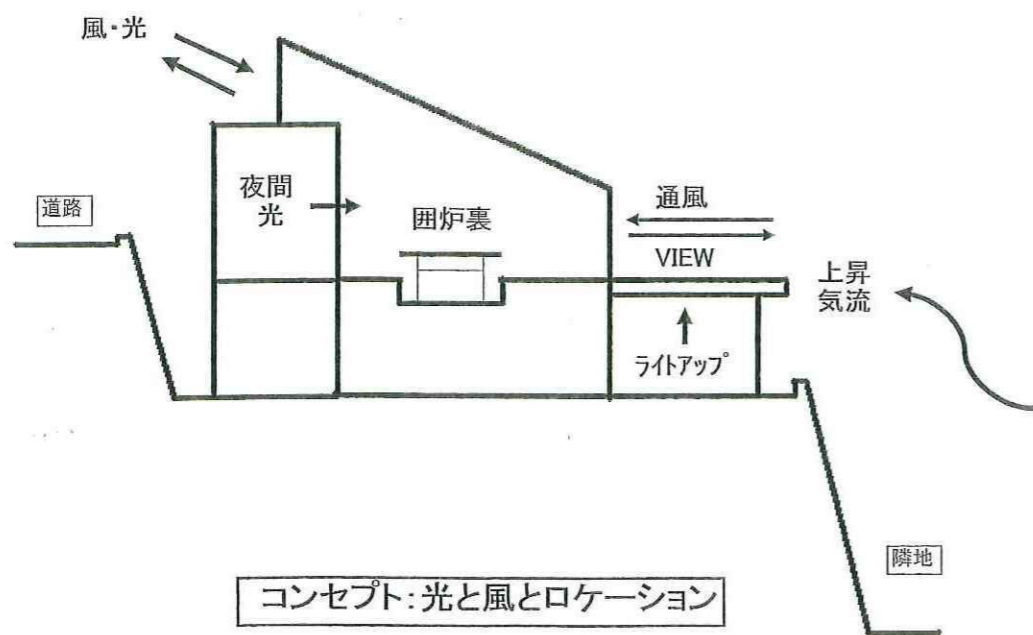 風・光
夜間
光
道路
囲炉裏
通風
VIEW
上昇
気流
ライトアップ
隣地
コンセプト:光と風とロケーション